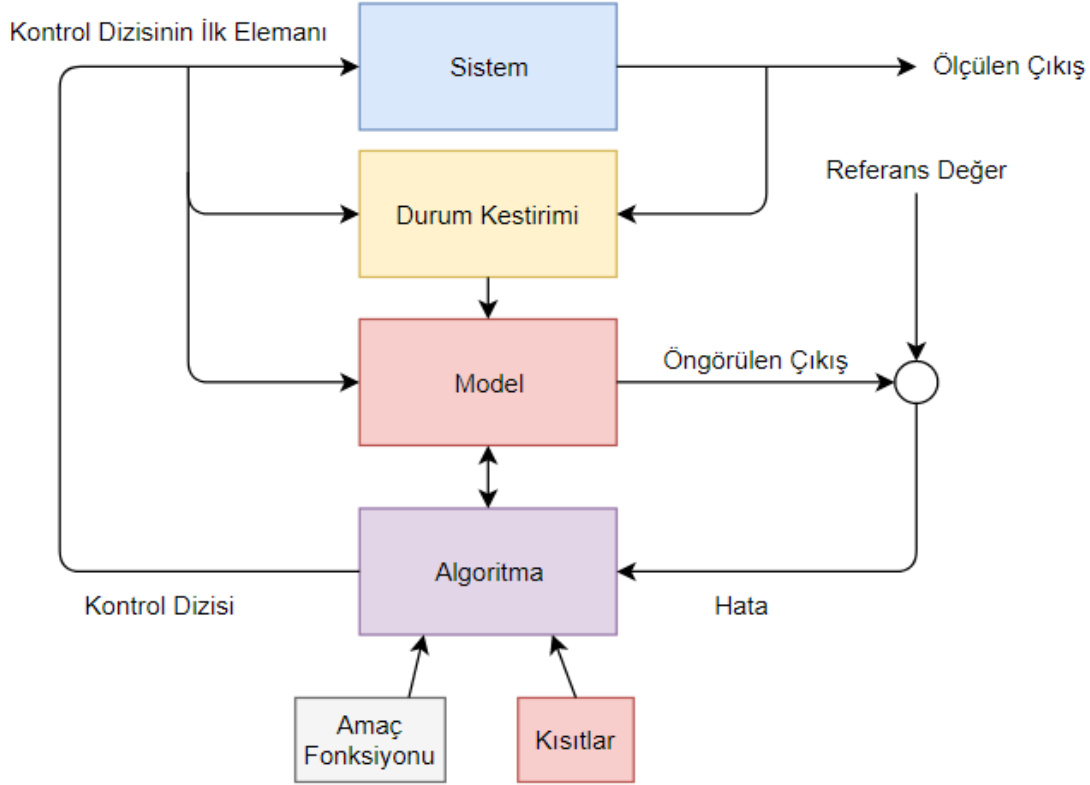 Kontrol Dizisinin İlk Elemanı
Sistem
Ölçülen Çıkış
Referans Değer
Durum Kestirimi
Öngörülen Çıkış
Model
Algoritma
Kontrol Dizisi
Hata
Amaç
Fonksiyonu
Kısıtlar